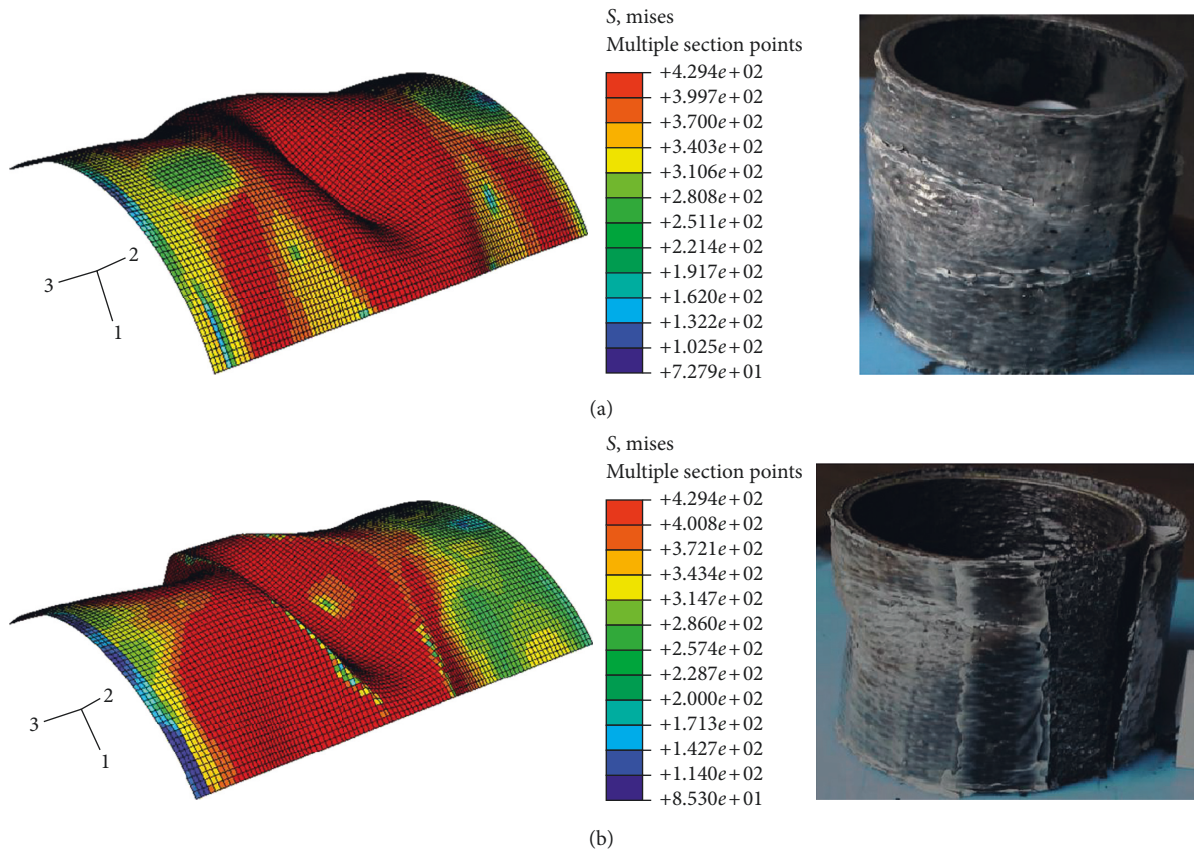 S, mises
Multiple section points
+4.294e+02
+3.997e+02
+3.700e+02
+3.403e+02
+3.106e+02
+2.808e+02
+2.511e+02
+2.214e+02
+1.917e+02
+1.620e+02
+1.322e+02
+1.025e+02
+7.279e+01
2
3
1
(a)
S, mises
Multiple section points
+4.294e+02
+4.008e+02
+3.721e+02
+3.434e+02
+3.147e+02
+2.860e+02
+2.574e+02
+2.287e+02
+2.000e+02
+1.713e+02
+1.427e+02
+1.140e+02
+8.530e+01
2
3
1
(b)